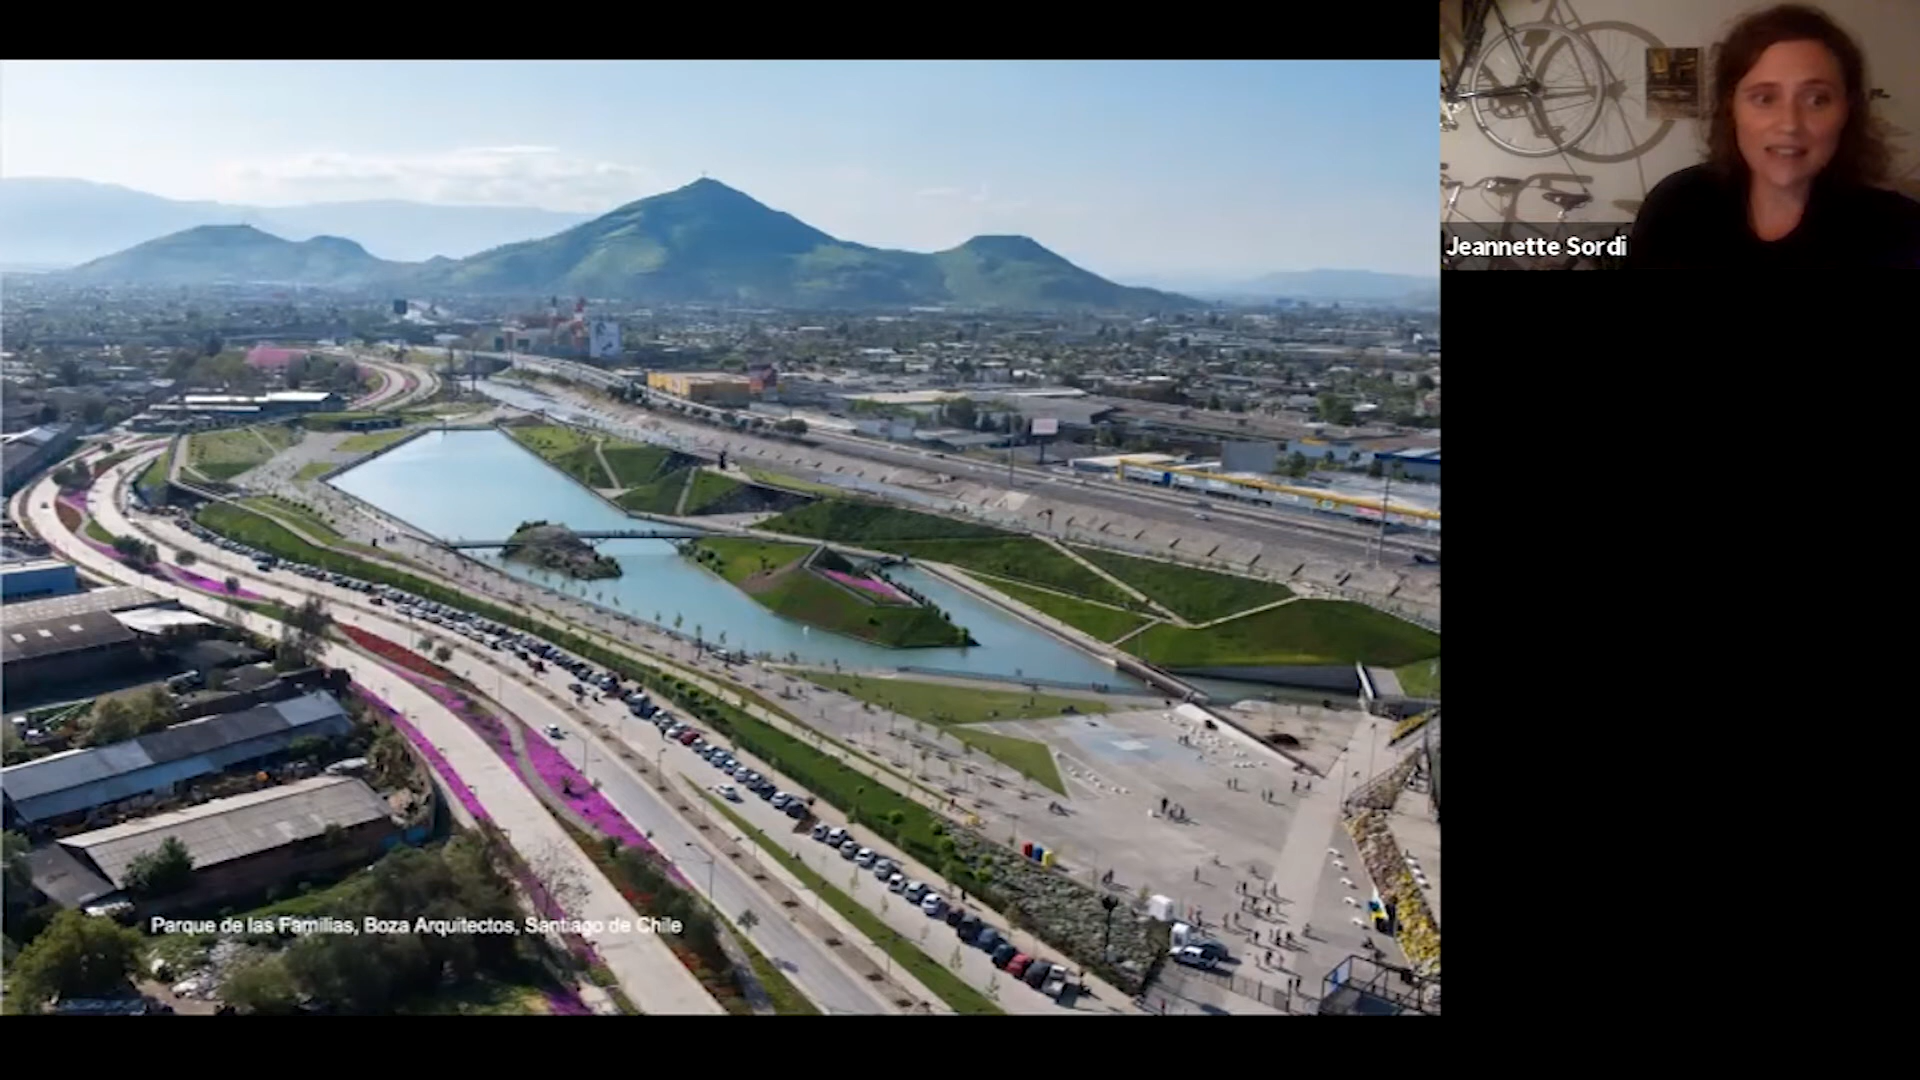 Jeannette Sordi
Parque de las Familias, Boza Arquitectos, Santiago de Chile